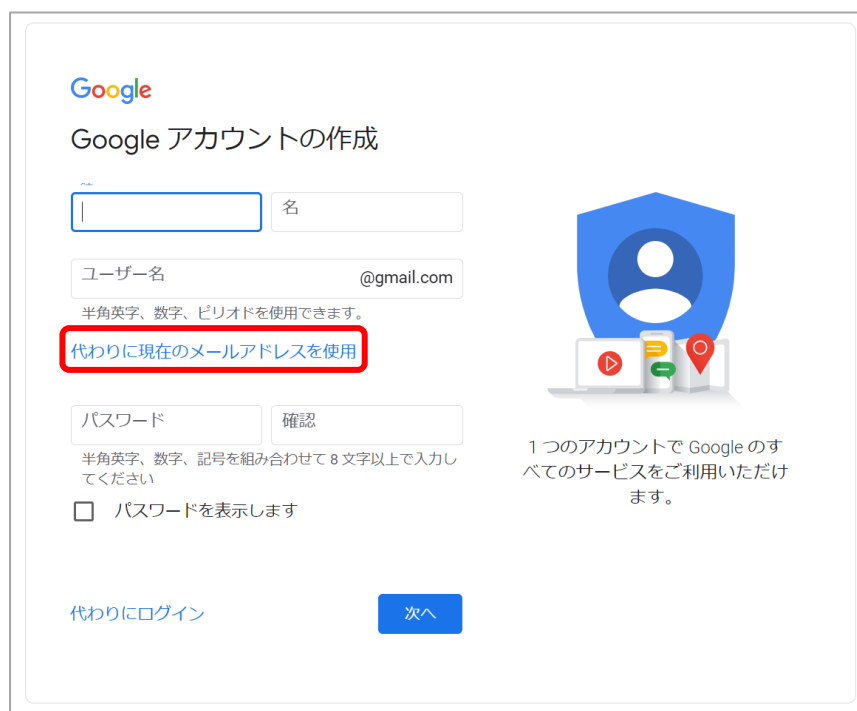 Google
Google アカウントの作成
名
ユーザー名 @gmail.com
半角英字、数字、ピリオドを使用できます。
代わりに現在のメールアドレスを使用
パスワード 確認
半角英字、数字、記号を組み合わせて 8 文字以上で入力し
てください
パスワードを表示します
1 つのアカウントで Google のす
べてのサービスをご利用いただけ
ます。
代わりにログイン 次へ